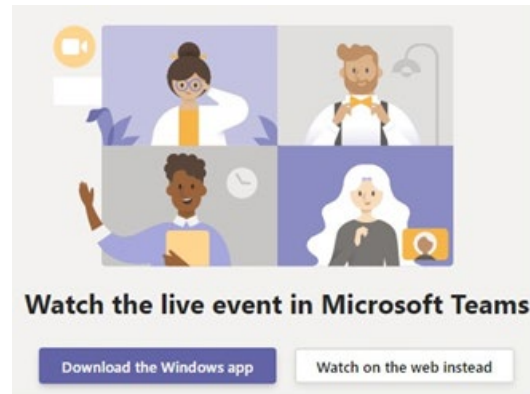 Watch the live event in Microsoft Teams
Download the Windows app
Watch on the web instead